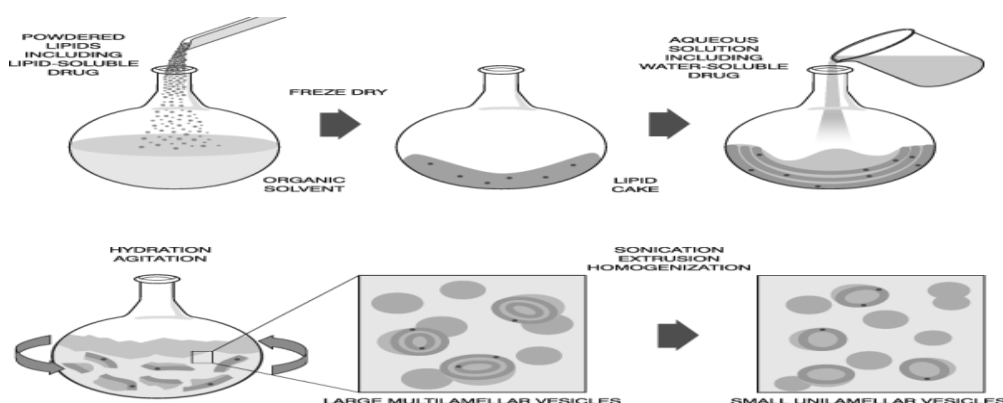 POWDERED
LIPIDS
INCLUDING
LIPID-SOLUBLE
DRUG
FREZE DRY
ORGANIC
SOLVENT
LIPID
CAKE
AQUEOUS
SOLUTION
INCLUDING
WATER-SOLUBLE
DRUG
HYDRATION
AGITATION
SONICATION
EXTRUSION
HOMOGENIZATION
LARGE MULTILAMELLAR VESICLES
SMALL UNILAMELLAR VESICLES